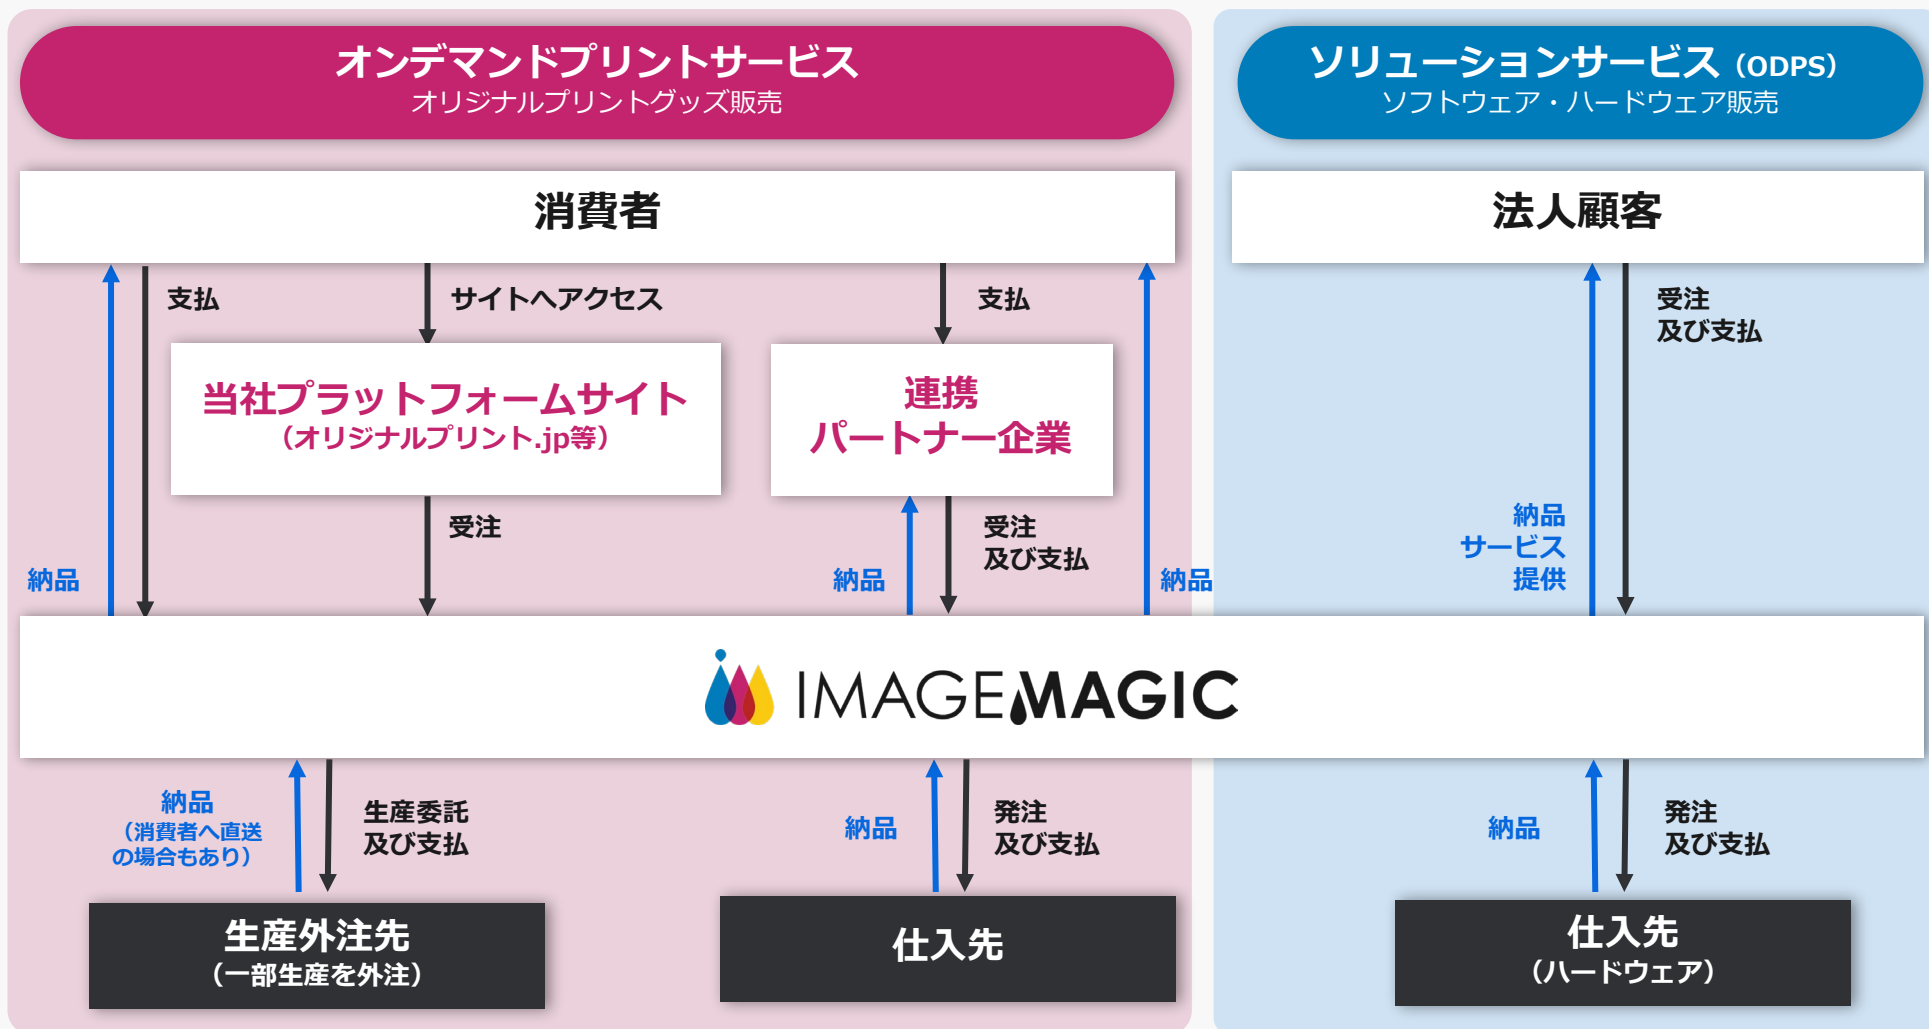 オンデマンドプリントサービス
オリジナルプリントグッズ販売
ソリューションサービス（ODPS）
ソフトウェア・ハードウェア販売
消費者
法人顧客
支払
サイトへアクセス
支払
受注
及び支払
当社プラットフォームサイト
（オリジナルプリント.jp等）
連携
パートナー企業
受注
受注
及び支払
納品
納品
納品
納品
サービス
提供
IMAGEMAGIC
納品
（消費者へ直送
の場合もあり）
生産委託
及び支払
納品
発注
及び支払
納品
発注
及び支払
生産外注先
（一部生産を外注）
仕入先
仕入先
（ハードウェア）